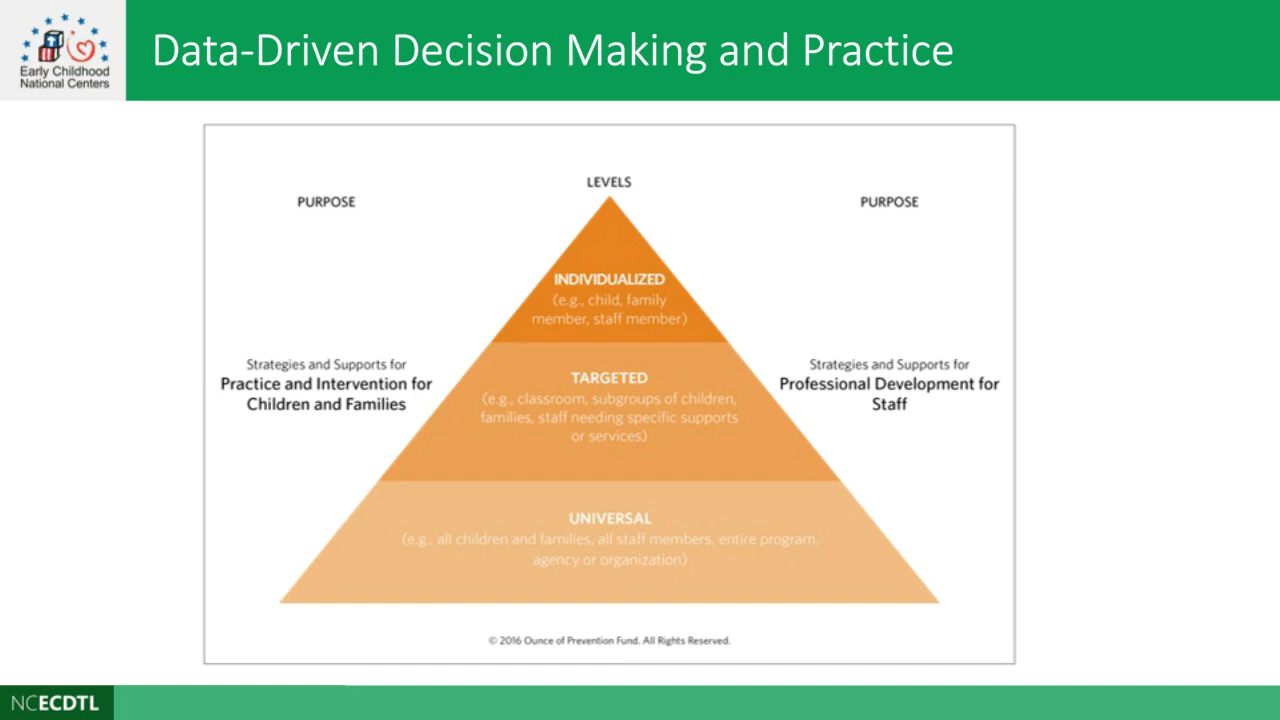 Early Childhood
National Centers
Data-Driven Decision Making and Practice
LEVELS
PURPOSE
PURPOSE
INDIVIDUALIZED
(e.g., child, family
member, staff member)
Strategies and Supports for
Practice and Intervention for
Children and Families
TARGETED
(e.g., classroom, subgroups of children,
families, staff needing specific supports
or services)
Strategies and Supports for
Professional Development for
Staff
UNIVERSAL
(e.g., all children and families, all staff members, entire program,
agency or organization)
© 2016 Ounce of Prevention Fund. All Rights Reserved.
NCECDTL